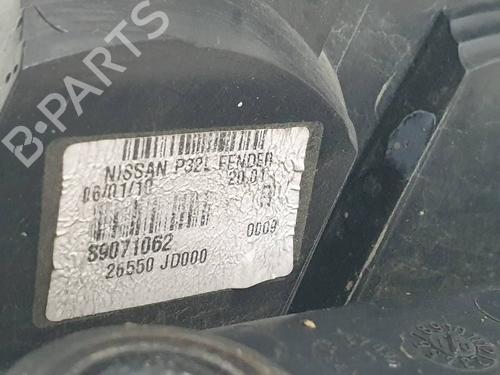 B-PARTS
NISSAN P32L FENDER
06/01/10 20:01
R
0009
89071062
26550 JD000